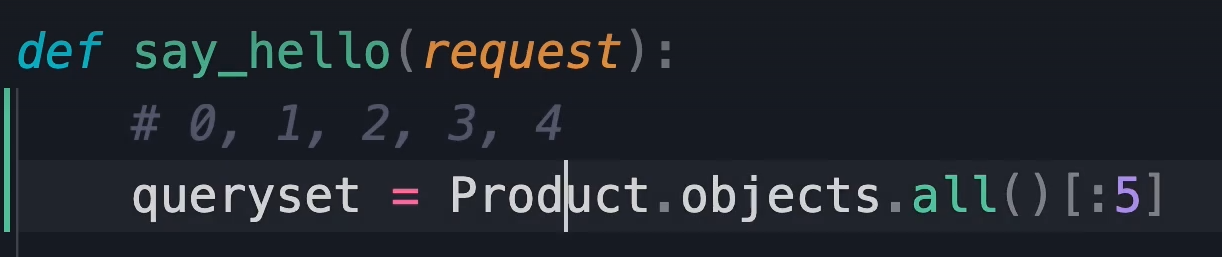 def say_hello(request):
    # 0, 1, 2, 3, 4
    queryset = Product.objects.all()[:5]